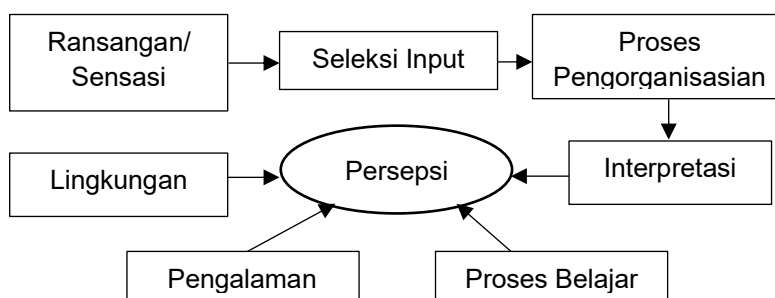 Ransangan/
Sensasi
Seleksi Input
Proses
Pengorganisasian
Lingkungan
Persepsi
Interpretasi
Pengalaman
Proses Belajar